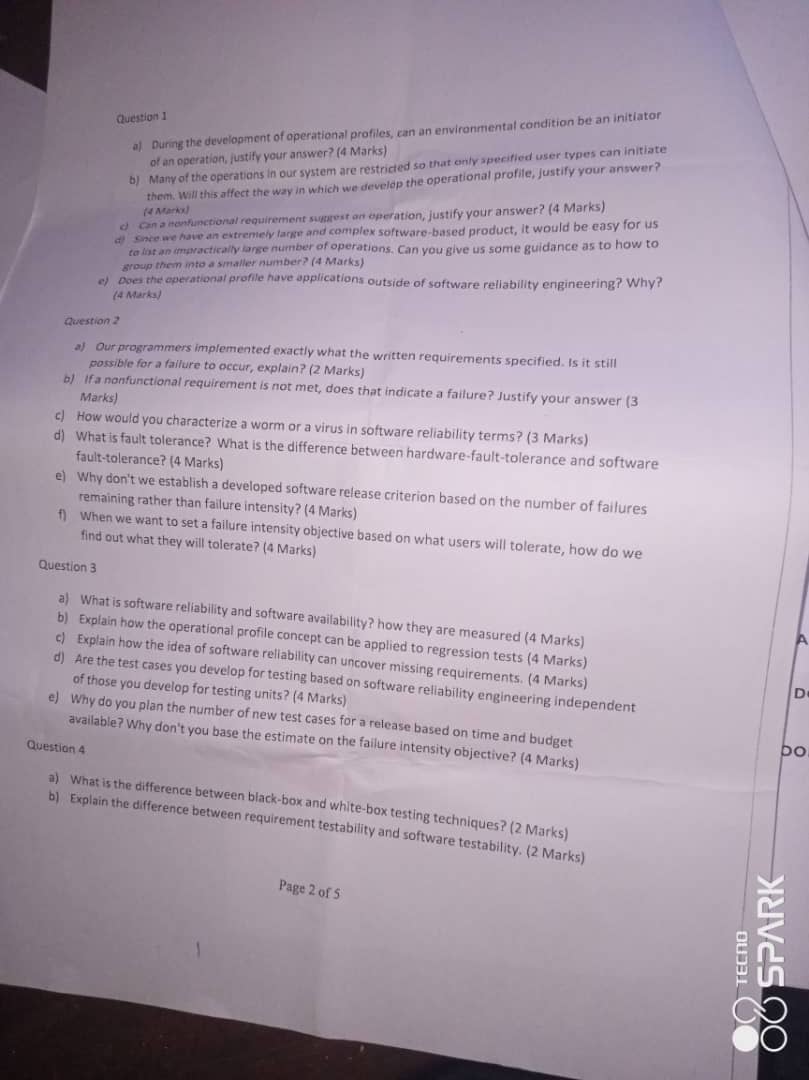 Question 1
a) During the development of operational profiles, can an environmental condition be an initiator
of an operation, justify your answer? (4 Marks)
b) Many of the operations in our system are restricted so that only specified user types can initiate
them. Will this affect the way in which we develop the operational profile, justify your answer?
(4 Marks)
c) Can a nonfunctional requirement suggest an operation, justify your answer? (4 Marks)
d) Since we have an extremely large and complex software-based product, it would be easy for us
to list an impractically large number of operations. Can you give us some guidance as to how to
group them into a smaller number? (4 Marks)
e) Does the operational profile have applications outside of software reliability engineering? Why?
(4 Marks)
Question 2
a) Our programmers implemented exactly what the written requirements specified. Is it still
possible for a failure to occur, explain? (2 Marks)
b) If a nonfunctional requirement is not met, does that indicate a failure? Justify your answer (3
Marks)
c) How would you characterize a worm or a virus in software reliability terms? (3 Marks)
d) What is fault tolerance? What is the difference between hardware-fault-tolerance and software
fault-tolerance? (4 Marks)
e) Why don't we establish a developed software release criterion based on the number of failures
remaining rather than failure intensity? (4 Marks)
f) When we want to set a failure intensity objective based on what users will tolerate, how do we
find out what they will tolerate? (4 Marks)
Question 3
a) What is software reliability and software availability? how they are measured (4 Marks)
b) Explain how the operational profile concept can be applied to regression tests (4 Marks)
c) Explain how the idea of software reliability can uncover missing requirements. (4 Marks)
d) Are the test cases you develop for testing based on software reliability engineering independent
of those you develop for testing units? (4 Marks)
e) Why do you plan the number of new test cases for a release based on time and budget
available? Why don't you base the estimate on the failure intensity objective? (4 Marks)
Question 4
a) What is the difference between black-box and white-box testing techniques? (2 Marks)
b) Explain the difference between requirement testability and software testability. (2 Marks)
Page 2 of 5
TECNO
SPARK